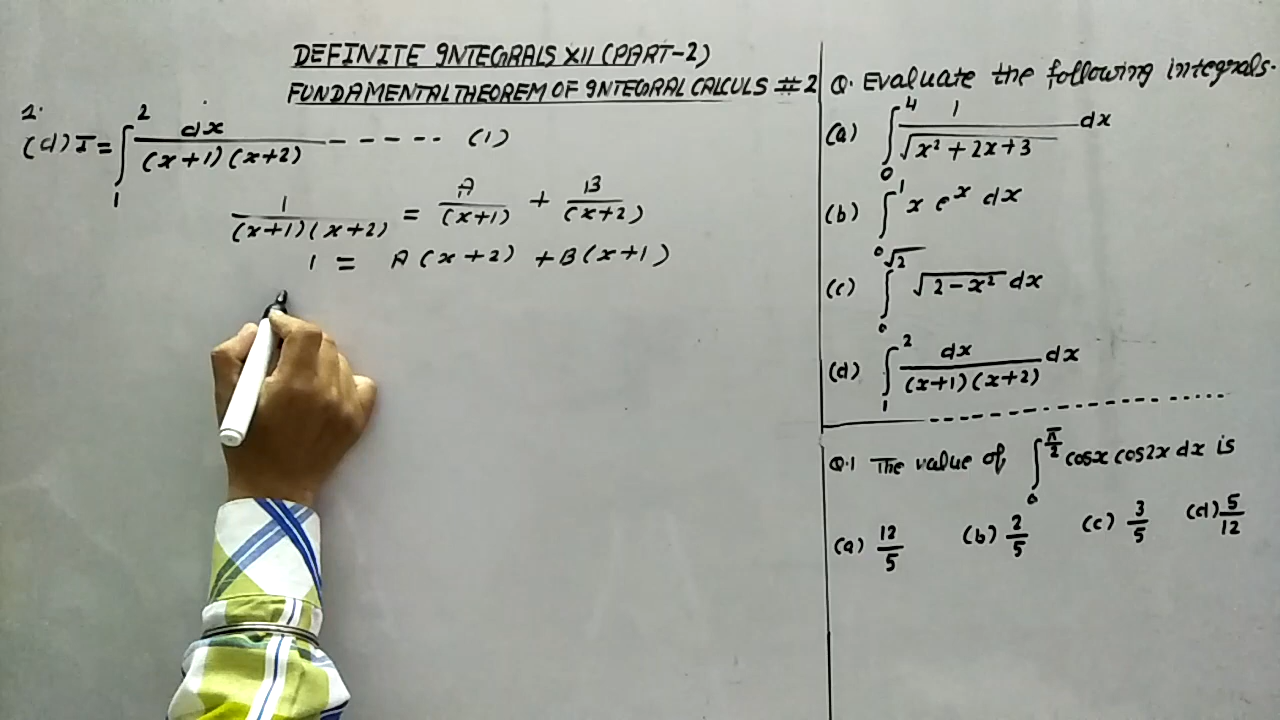 DEFINITE INTEGRALS XII (PART-2)
FUNDAMENTAL THEOREM OF INTEGRAL CALCULUS #2
2.
(d) I = ∫₁² dx / (x+1)(x+2) ----- (1)
1 / (x+1)(x+2) = A / (x+1) + B / (x+2)
1 = A(x+2) + B(x+1)
Q. Evaluate the following integrals.
(a) ∫₀⁴ 1 / √(x² + 2x + 3) dx
(b) ∫₀¹ x eˣ dx
(c) ∫₀^√2 √(2 - x²) dx
(d) ∫₁² dx / (x+1)(x+2) dx
Q.1 The value of ∫₀^(π/2) cosx cos2x dx is
(a) 12/5 (b) 2/5 (c) 3/5 (d) 5/12